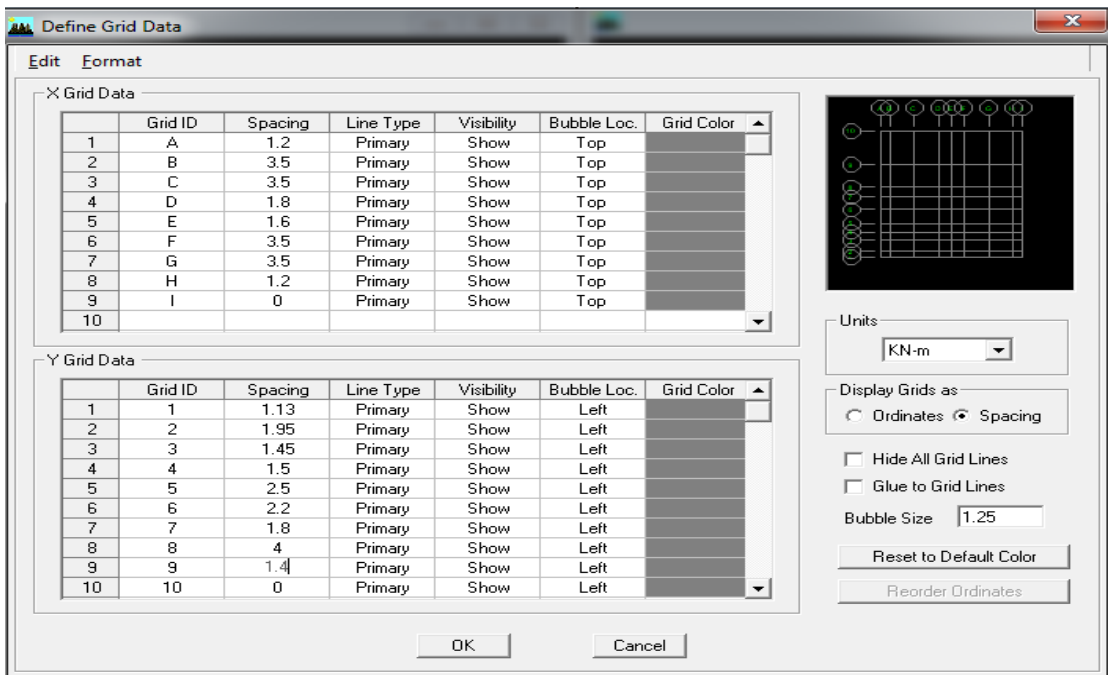 Define Grid Data
Edit Format
X Grid Data
Grid ID Spacing Line Type Visibility Bubble Loc. Grid Color
1 A 1.2 Primary Show Top
2 B 3.5 Primary Show Top
3 C 3.5 Primary Show Top
4 D 1.8 Primary Show Top
5 E 1.6 Primary Show Top
6 F 3.5 Primary Show Top
7 G 3.5 Primary Show Top
8 H 1.2 Primary Show Top
9 I 0 Primary Show Top
10
Y Grid Data
Grid ID Spacing Line Type Visibility Bubble Loc. Grid Color
1 1 1.13 Primary Show Left
2 2 1.95 Primary Show Left
3 3 1.45 Primary Show Left
4 4 1.5 Primary Show Left
5 5 2.5 Primary Show Left
6 6 2.2 Primary Show Left
7 7 1.8 Primary Show Left
8 8 4 Primary Show Left
9 9 1.4 Primary Show Left
10 10 0 Primary Show Left
Units
KN-m
Display Grids as
Ordinates Spacing
Hide All Grid Lines
Glue to Grid Lines
Bubble Size 1.25
Reset to Default Color
Reorder Ordinates
OK Cancel